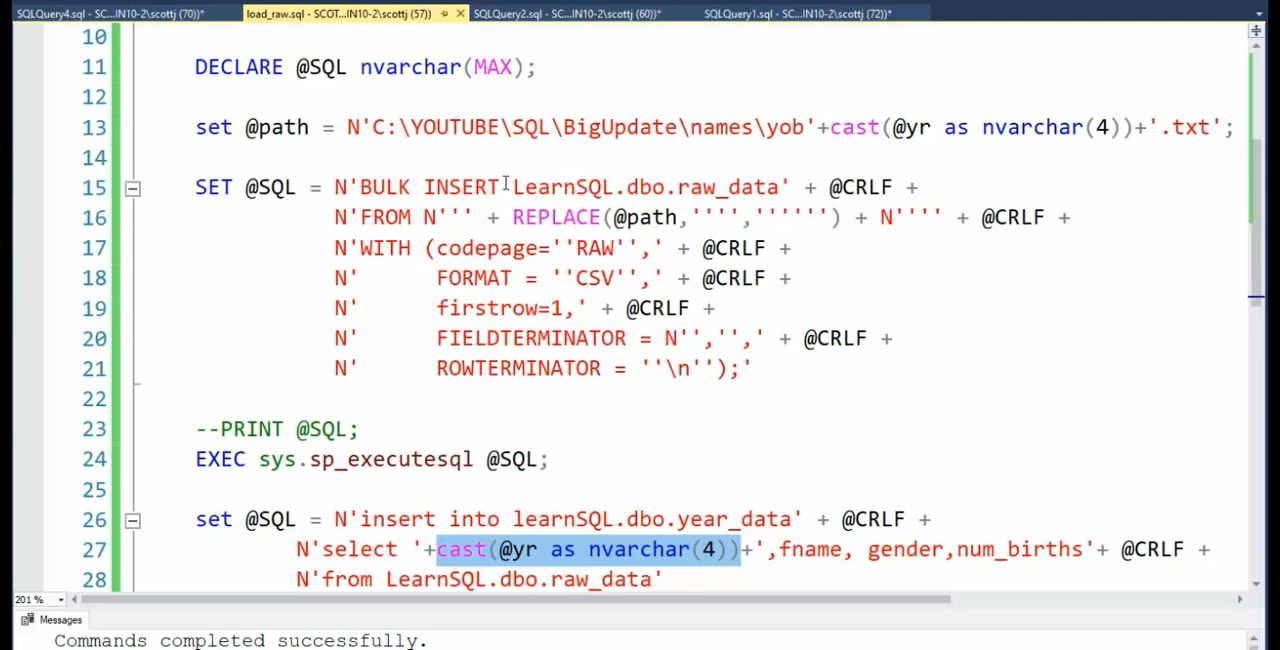 SQLQuery4.sql - SC...IN10-2\scottj (70))* load_raw.sql - SCOT...IN10-2\scottj (57)) SQLQuery2.sql - SC...IN10-2\scottj (60))* SQLQuery1.sql - SC...IN10-2\scottj (72))*
10
11 DECLARE @SQL nvarchar(MAX);
12
13 set @path = N'C:\YOUTUBE\SQL\BigUpdate\names\yob'+cast(@yr as nvarchar(4))+'.txt';
14
15 SET @SQL = N'BULK INSERT LearnSQL.dbo.raw_data' + @CRLF +
16 N'FROM N''' + REPLACE(@path,'''','''''') + N'''' + @CRLF +
17 N'WITH (codepage=''RAW'',' + @CRLF +
18 N' FORMAT = ''CSV'',' + @CRLF +
19 N' firstrow=1,' + @CRLF +
20 N' FIELDTERMINATOR = N'','',' + @CRLF +
21 N' ROWTERMINATOR = ''\n'');'
22
23 --PRINT @SQL;
24 EXEC sys.sp_executesql @SQL;
25
26 set @SQL = N'insert into learnSQL.dbo.year_data' + @CRLF +
27 N'select '+cast(@yr as nvarchar(4))+',fname, gender,num_births'+ @CRLF +
28 N'from LearnSQL.dbo.raw_data'
201 %
Messages
Commands completed successfully.